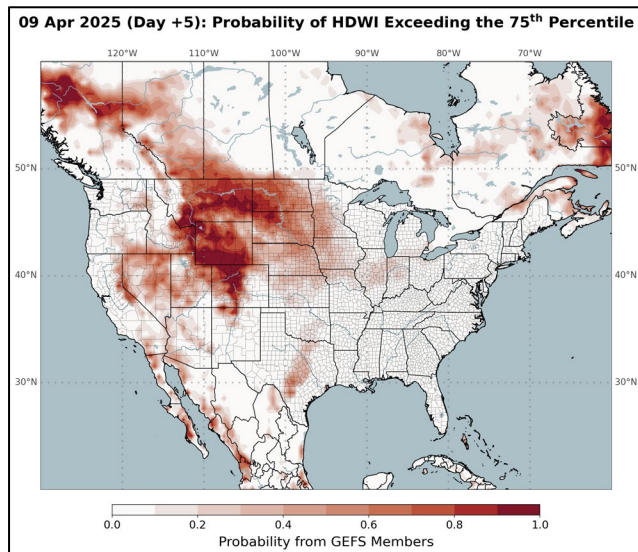 09 Apr 2025 (Day +5): Probability of HDWI Exceeding the 75th Percentile
120°W 110°W 100°W 90°W 80°W 70°W
50°N 50°N
40°N 40°N
30°N 30°N
0.0 0.2 0.4 0.6 0.8 1.0
Probability from GEFS Members